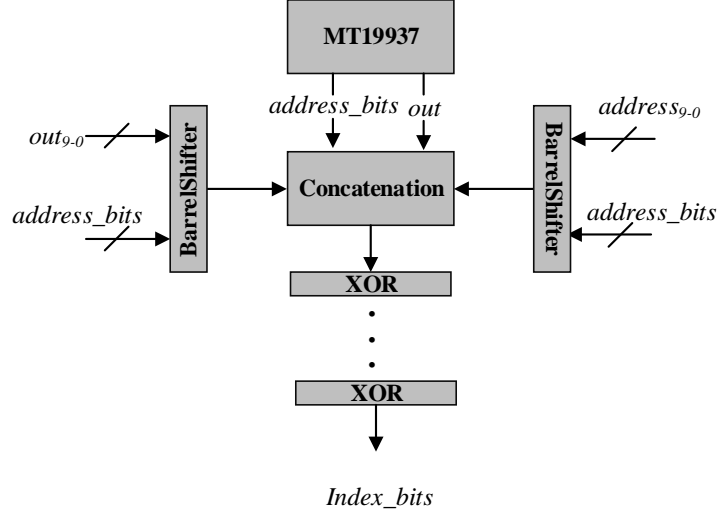 MT19937
address_bits out
out9-0
address9-0
BarrelShifter
BarrelShifter
Concatenation
address_bits
address_bits
XOR
XOR
Index_bits